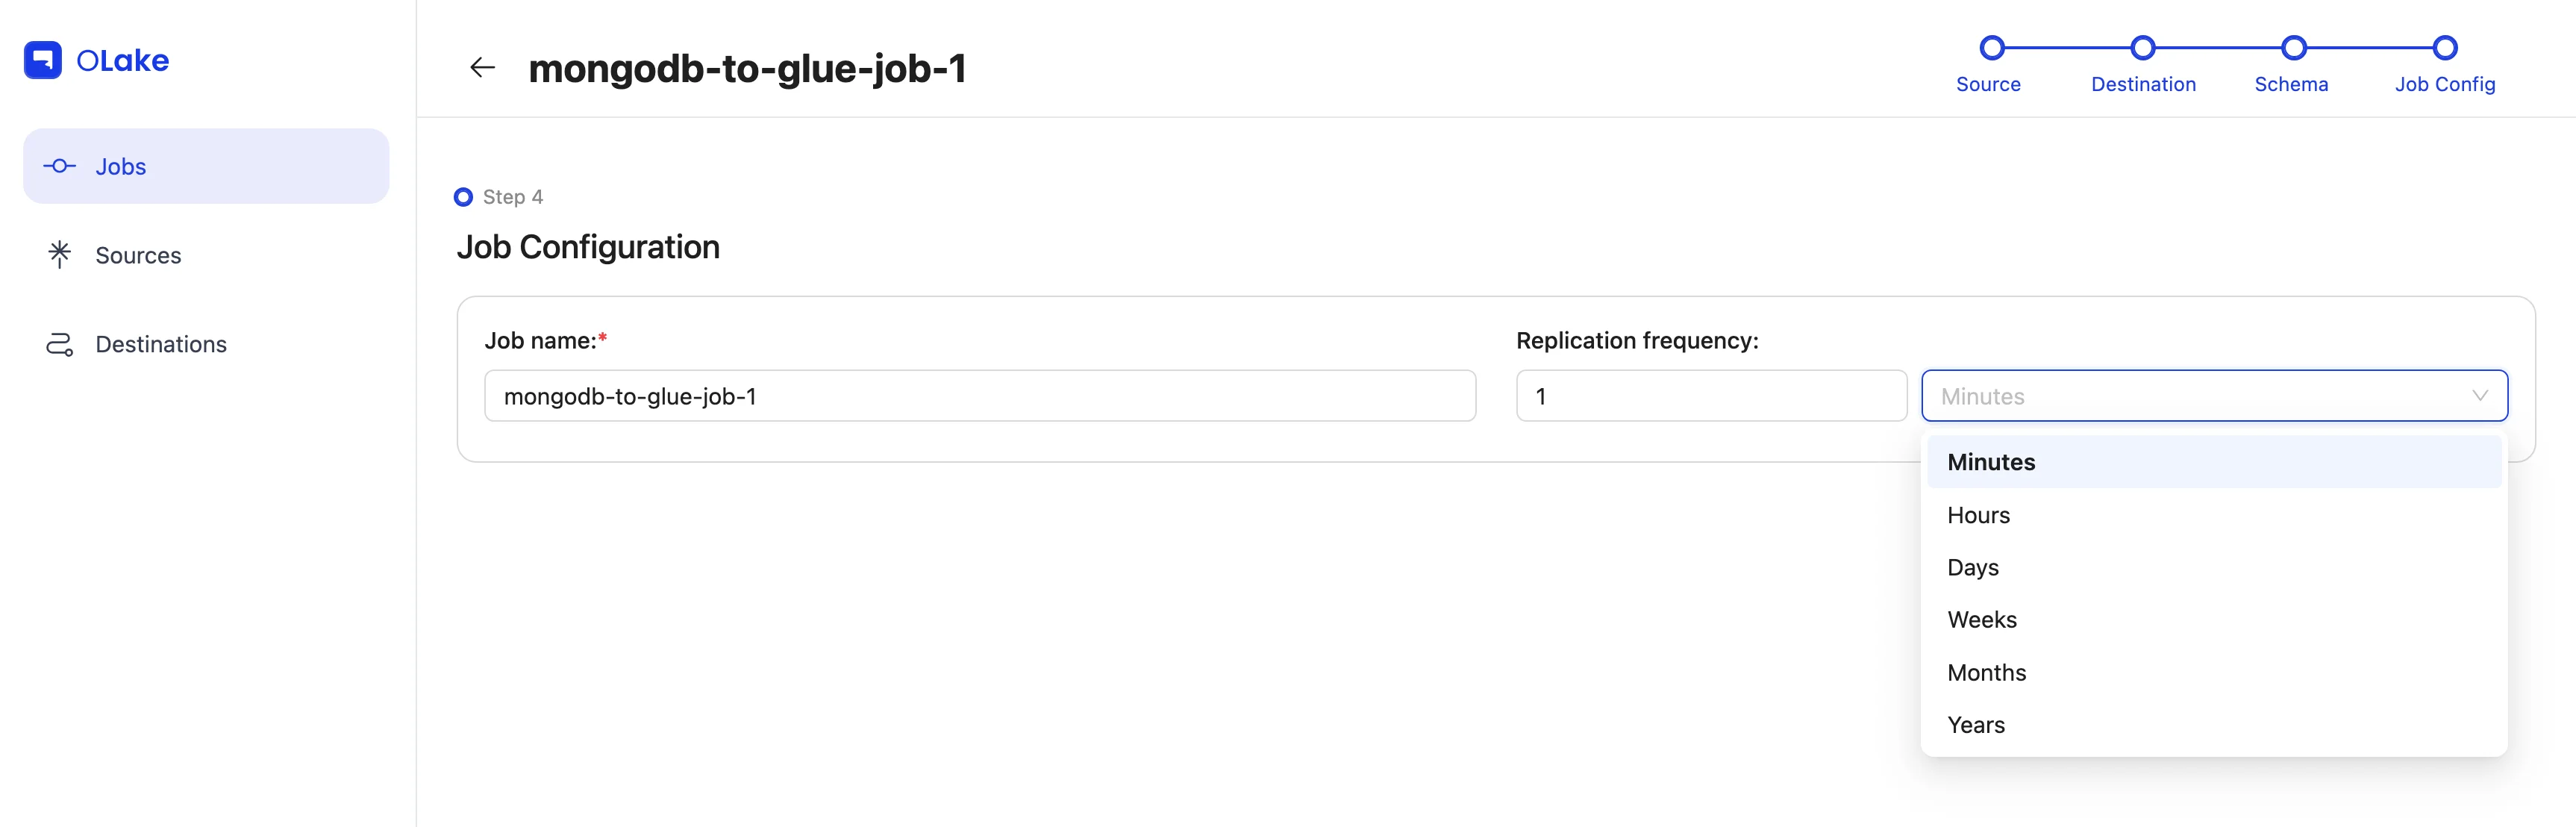 OLake
Jobs
Sources
Destinations
mongodb-to-glue-job-1
Source
Destination
Schema
Job Config
Step 4
Job Configuration
Job name:*
mongodb-to-glue-job-1
Replication frequency:
1
Minutes
Minutes
Hours
Days
Weeks
Months
Years